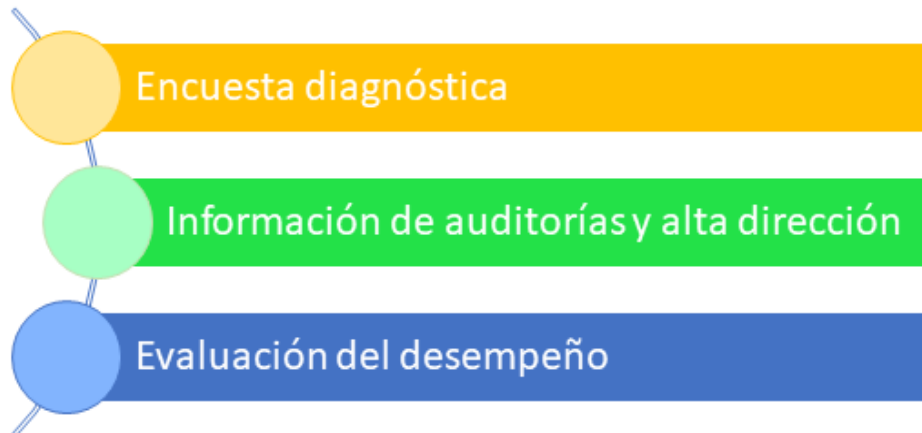 Encuesta diagnóstica
Información de auditorías y alta dirección
Evaluación del desempeño